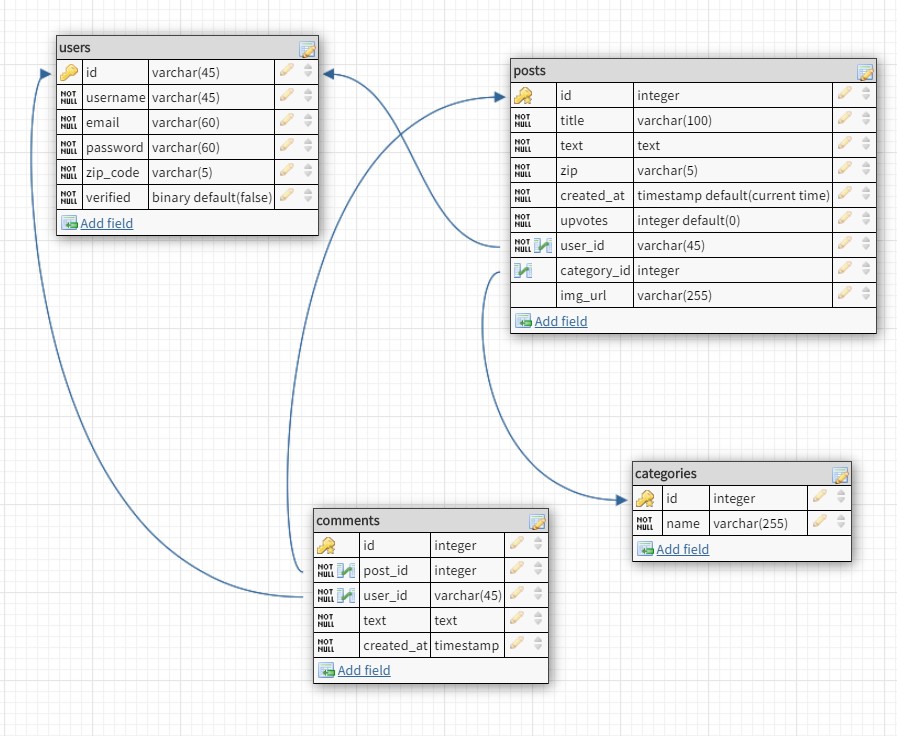 users
id varchar(45)
NOT NULL username varchar(45)
NOT NULL email varchar(60)
NOT NULL password varchar(60)
NOT NULL zip_code varchar(5)
NOT NULL verified binary default(false)
Add field
posts
id integer
NOT NULL title varchar(100)
NOT NULL text text
NOT NULL zip varchar(5)
NOT NULL created_at timestamp default(current time)
NOT NULL upvotes integer default(0)
NOT NULL user_id varchar(45)
category_id integer
img_url varchar(255)
Add field
categories
id integer
NOT NULL name varchar(255)
Add field
comments
id integer
NOT NULL post_id integer
NOT NULL user_id varchar(45)
NOT NULL text text
NOT NULL created_at timestamp
Add field